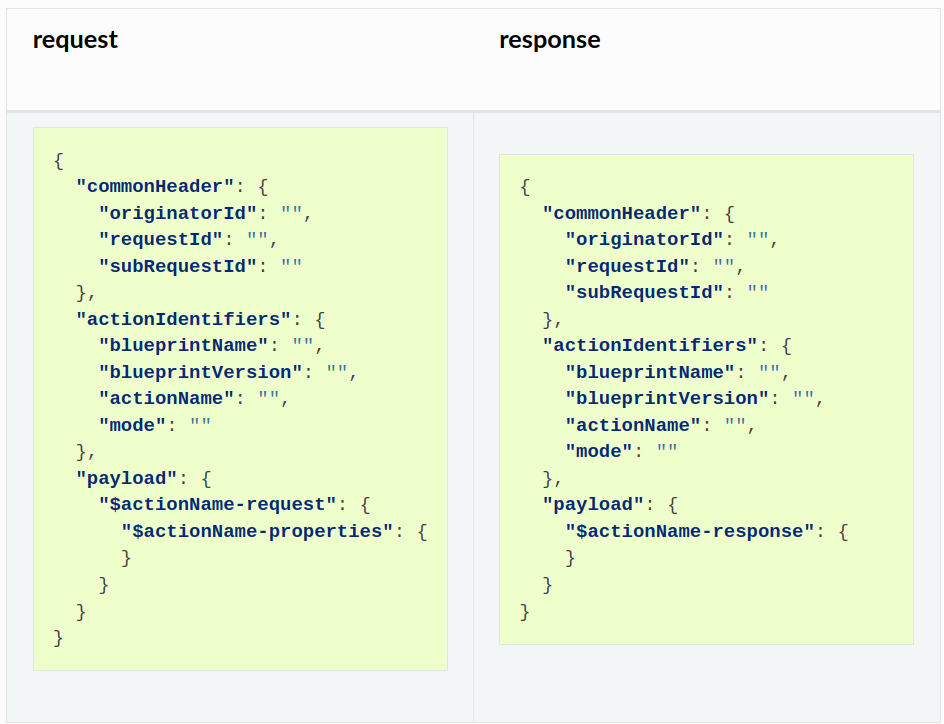 request
response
{
  "commonHeader": {
    "originatorId": "",
    "requestId": "",
    "subRequestId": ""
  },
  "actionIdentifiers": {
    "blueprintName": "",
    "blueprintVersion": "",
    "actionName": "",
    "mode": ""
  },
  "payload": {
    "$actionName-request": {
      "$actionName-properties": {
      }
    }
  }
}
{
  "commonHeader": {
    "originatorId": "",
    "requestId": "",
    "subRequestId": ""
  },
  "actionIdentifiers": {
    "blueprintName": "",
    "blueprintVersion": "",
    "actionName": "",
    "mode": ""
  },
  "payload": {
    "$actionName-response": {
    }
  }
}